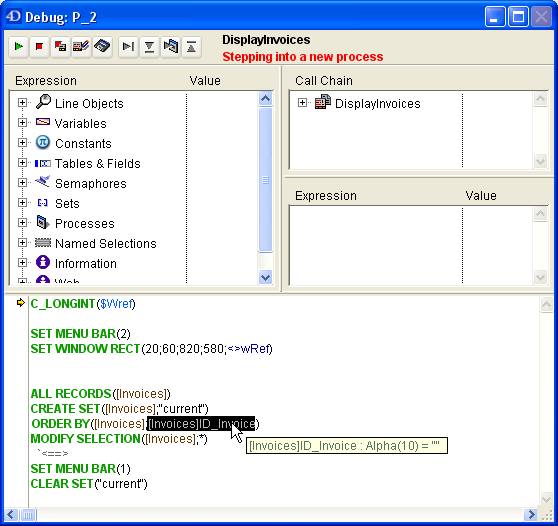 4D Debug: P_2
DisplayInvoices
Stepping into a new process
Expression Value
Line Objects
Variables
Constants
Tables & Fields
Semaphores
Sets
Processes
Named Selections
Information
Web
Call Chain
DisplayInvoices
Expression Value
C_LONGINT($Wref)
SET MENU BAR(2)
SET WINDOW RECT(20;60;820;580;<>wRef)
ALL RECORDS([Invoices])
CREATE SET([Invoices];"current")
ORDER BY([Invoices];[Invoices]ID_Invoice)
MODIFY SELECTION([Invoices];*)
[Invoices]ID_Invoice : Alpha(10) = ""
`<==>
SET MENU BAR(1)
CLEAR SET("current")